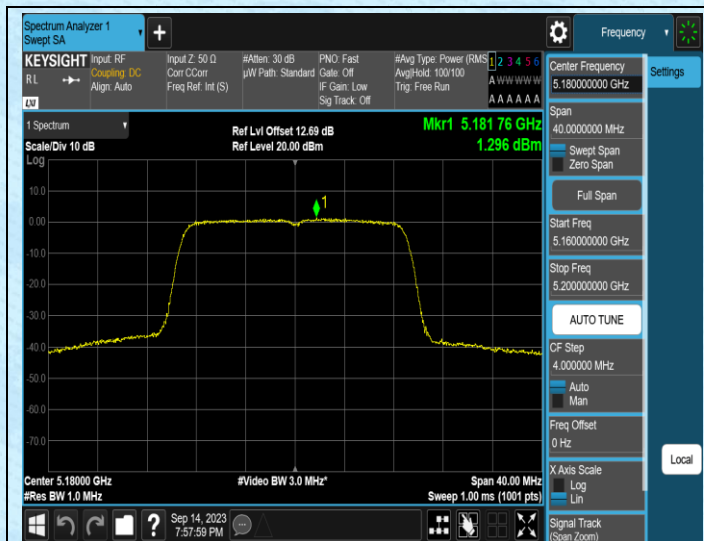 Spectrum Analyzer 1
Swept SA
+
Frequency
KEYSIGHT
RL
LXI
Input: RF
Coupling: DC
Align: Auto
Input Z: 50 Ω
Corr CCorr
Freq Ref: Int (S)
#Atten: 30 dB
µW Path: Standard
PNO: Fast
Gate: Off
IF Gain: Low
Sig Track: Off
#Avg Type: Power (RMS
Avg|Hold: 100/100
Trig: Free Run
1 2 3 4 5 6
A W W W W W
A A A A A A
1 Spectrum
Scale/Div 10 dB
Log
Ref Lvl Offset 12.69 dB
Ref Level 20.00 dBm
Mkr1 5.181 76 GHz
1.296 dBm
1
10.0
0.00
-10.0
-20.0
-30.0
-40.0
-50.0
-60.0
-70.0
Center 5.18000 GHz
#Res BW 1.0 MHz
#Video BW 3.0 MHz*
Span 40.00 MHz
Sweep 1.00 ms (1001 pts)
?
Sep 14, 2023
7:57:59 PM
Center Frequency
5.180000000 GHz
Settings
Span
40.0000000 MHz
Swept Span
Zero Span
Full Span
Start Freq
5.160000000 GHz
Stop Freq
5.200000000 GHz
AUTO TUNE
CF Step
4.000000 MHz
Auto
Man
Freq Offset
0 Hz
X Axis Scale
Log
Lin
Local
Signal Track
(Span Zoom)